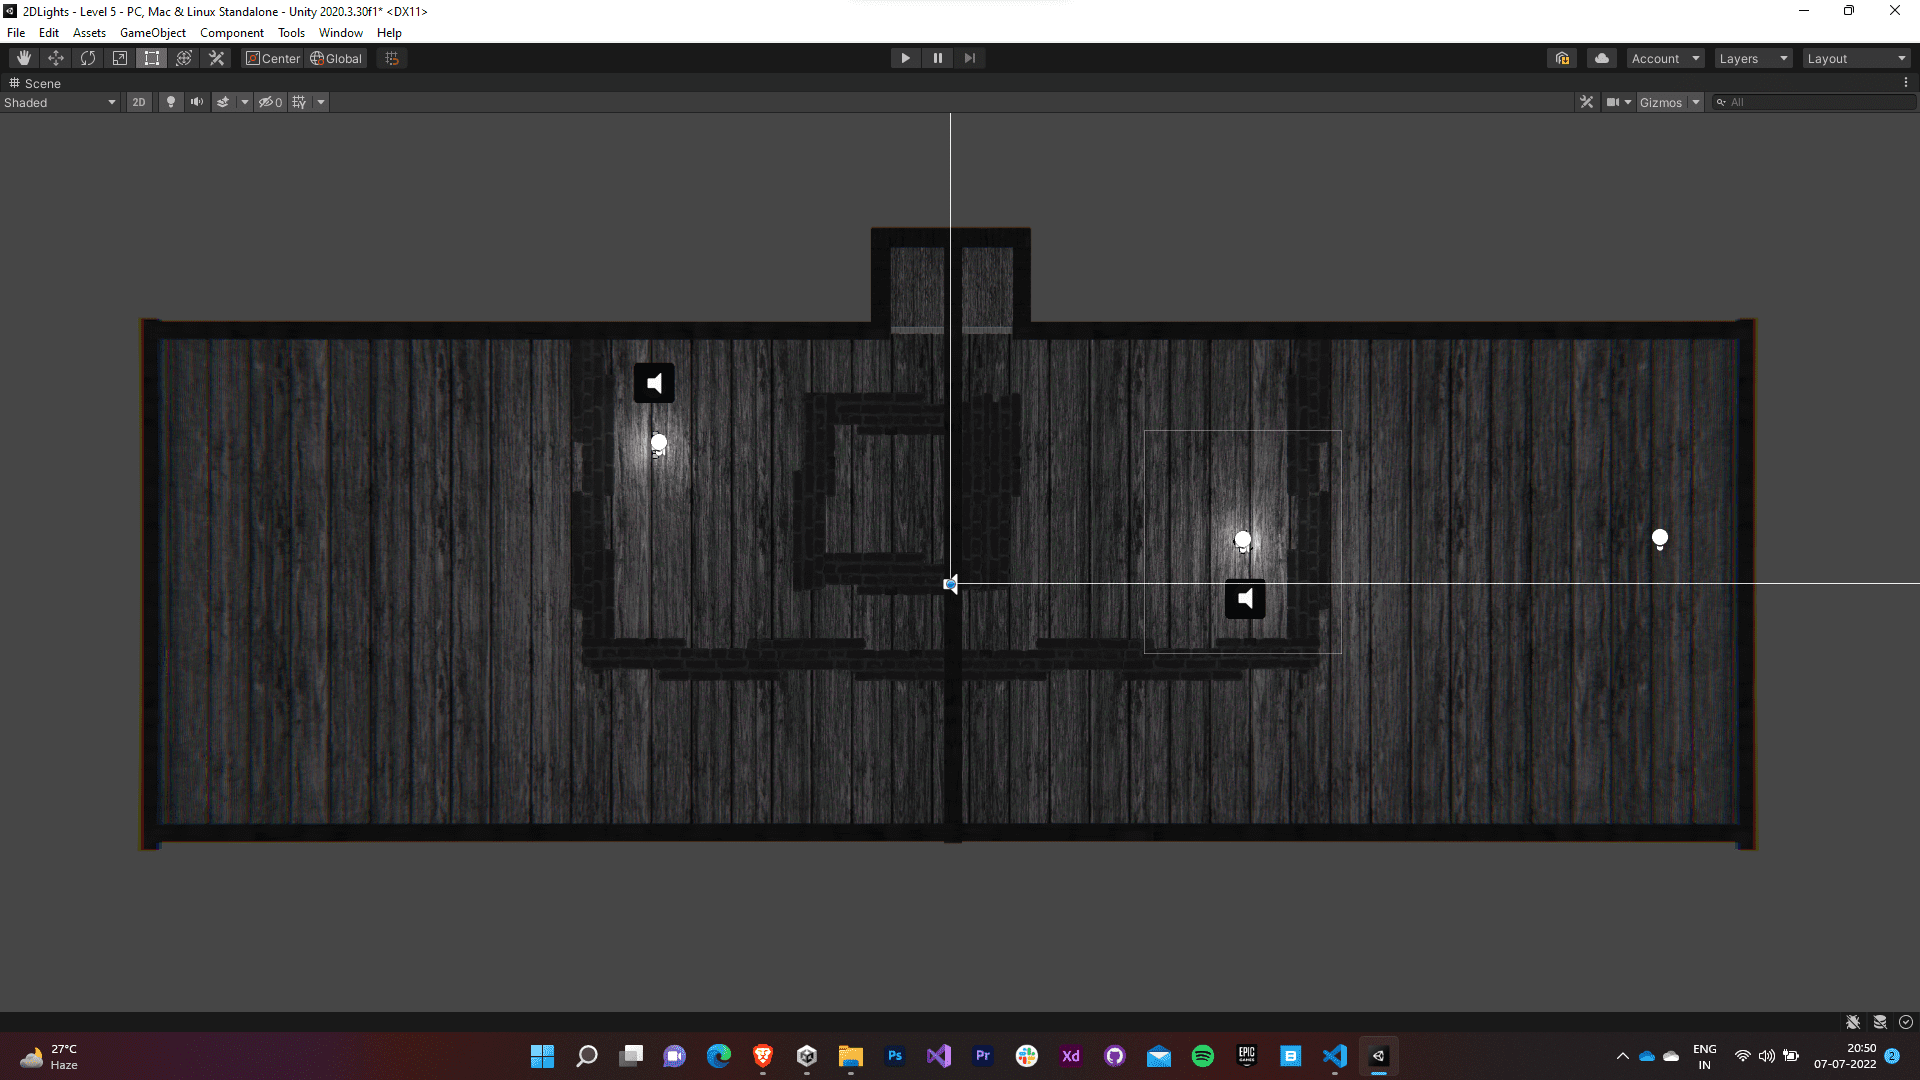 2DLights - Level 5 - PC, Mac & Linux Standalone - Unity 2020.3.30f1* <DX11>
File Edit Assets GameObject Component Tools Window Help
Center Global Account Layers Layout
Scene
Shaded 2D 0 Gizmos All
27°C
Haze
Ps Pr Xd EPIC GAMES
ENG
IN
20:50
07-07-2022
2